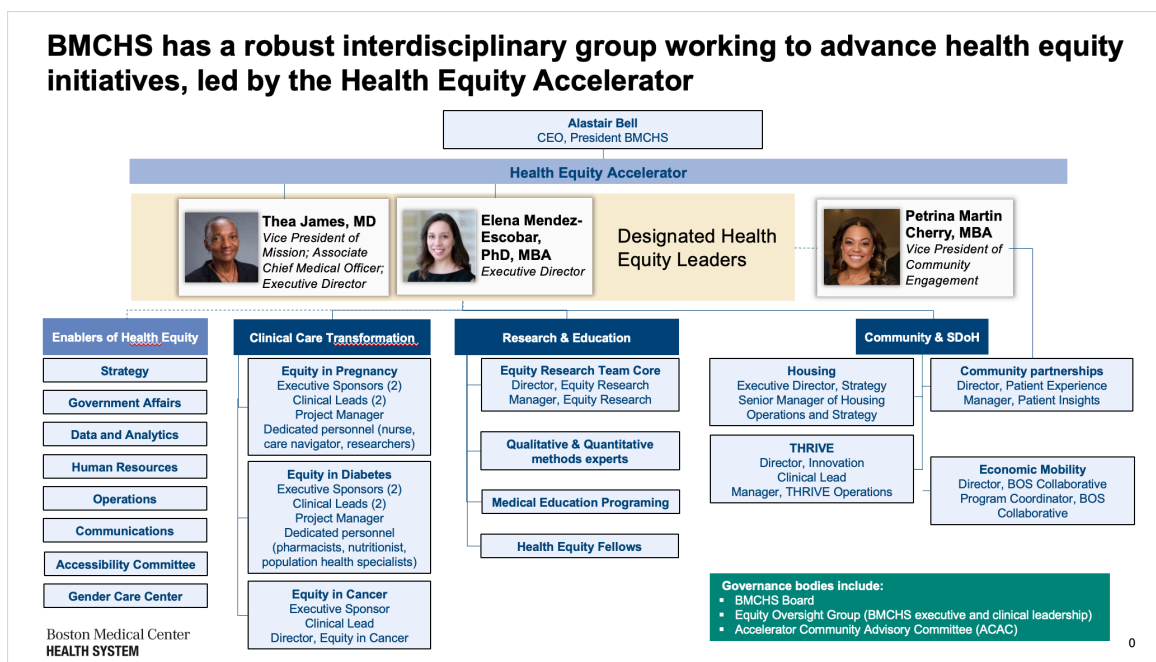 BMCHS has a robust interdisciplinary group working to advance health equity
initiatives, led by the Health Equity Accelerator
Alastair Bell
CEO, President BMCHS
Health Equity Accelerator
Thea James, MD
Vice President of
Mission; Associate
Chief Medical Officer;
Executive Director
Elena Mendez-
Escobar,
PhD, MBA
Executive Director
Designated Health
Equity Leaders
Petrina Martin
Cherry, MBA
Vice President of
Community
Engagement
Enablers of Health Equity
Strategy
Government Affairs
Data and Analytics
Human Resources
Operations
Communications
Accessibility Committee
Gender Care Center
Clinical Care Transformation
Equity in Pregnancy
Executive Sponsors (2)
Clinical Leads (2)
Project Manager
Dedicated personnel (nurse,
care navigator, researchers)
Equity in Diabetes
Executive Sponsors (2)
Clinical Leads (2)
Project Manager
Dedicated personnel
(pharmacists, nutritionist,
population health specialists)
Equity in Cancer
Executive Sponsor
Clinical Lead
Director, Equity in Cancer
Research & Education
Equity Research Team Core
Director, Equity Research
Manager, Equity Research
Qualitative & Quantitative
methods experts
Medical Education Programing
Health Equity Fellows
Community & SDoH
Housing
Executive Director, Strategy
Senior Manager of Housing
Operations and Strategy
THRIVE
Director, Innovation
Clinical Lead
Manager, THRIVE Operations
Community partnerships
Director, Patient Experience
Manager, Patient Insights
Economic Mobility
Director, BOS Collaborative
Program Coordinator, BOS
Collaborative
Governance bodies include:
▪ BMCHS Board
▪ Equity Oversight Group (BMCHS executive and clinical leadership)
▪ Accelerator Community Advisory Committee (ACAC)
Boston Medical Center
HEALTH SYSTEM
0